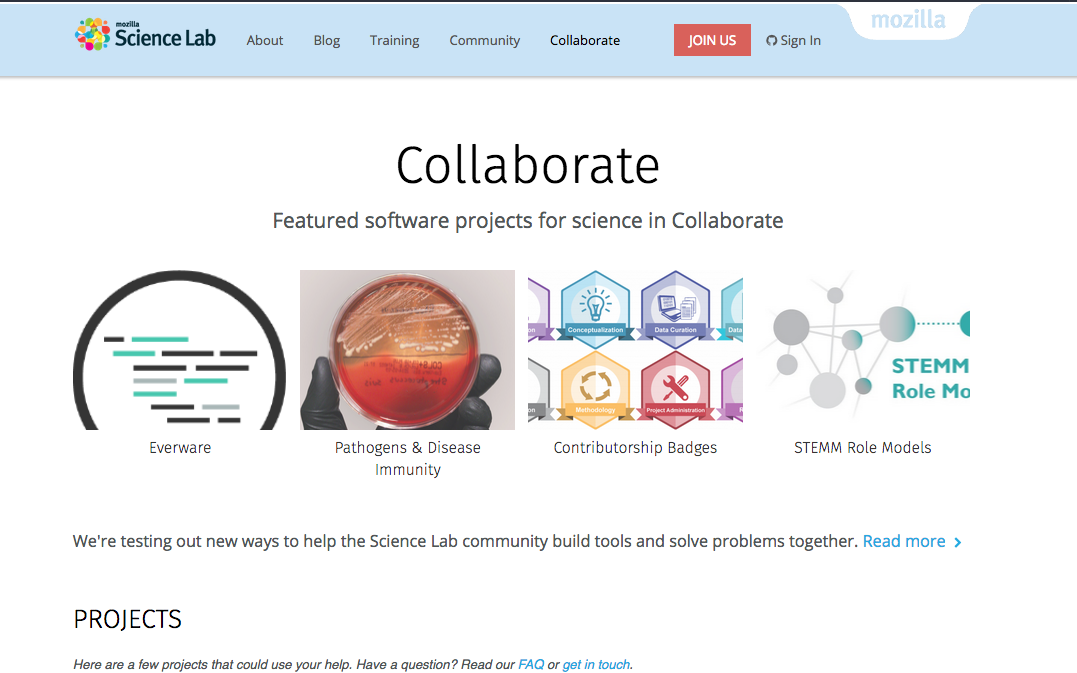 mozilla
Science Lab
About Blog Training Community Collaborate
JOIN US
Sign In
mozilla
Collaborate
Featured software projects for science in Collaborate
Conceptualization
Data Curation
Data
Methodology
Project Administration
STEMM
Role Mo
Everware
Pathogens & Disease
Immunity
Contributorship Badges
STEMM Role Models
We're testing out new ways to help the Science Lab community build tools and solve problems together. Read more >
PROJECTS
Here are a few projects that could use your help. Have a question? Read our FAQ or get in touch.